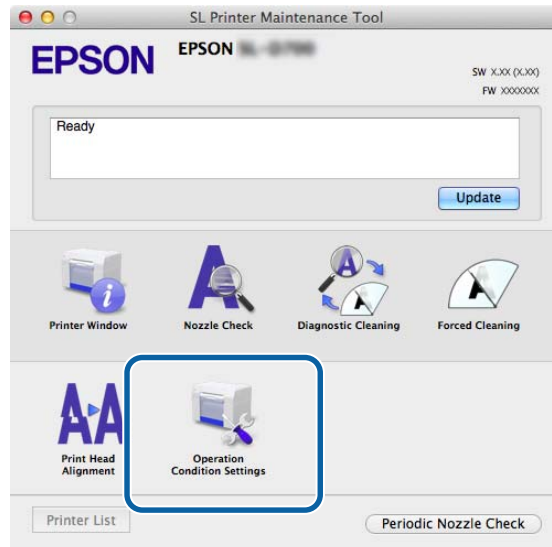 SL Printer Maintenance Tool
EPSON
EPSON
SW X.XX (X.XX)
FW XXXXXXX
Ready
Update
Printer Window
Nozzle Check
Diagnostic Cleaning
Forced Cleaning
Print Head
Alignment
Operation
Condition Settings
Printer List
Periodic Nozzle Check